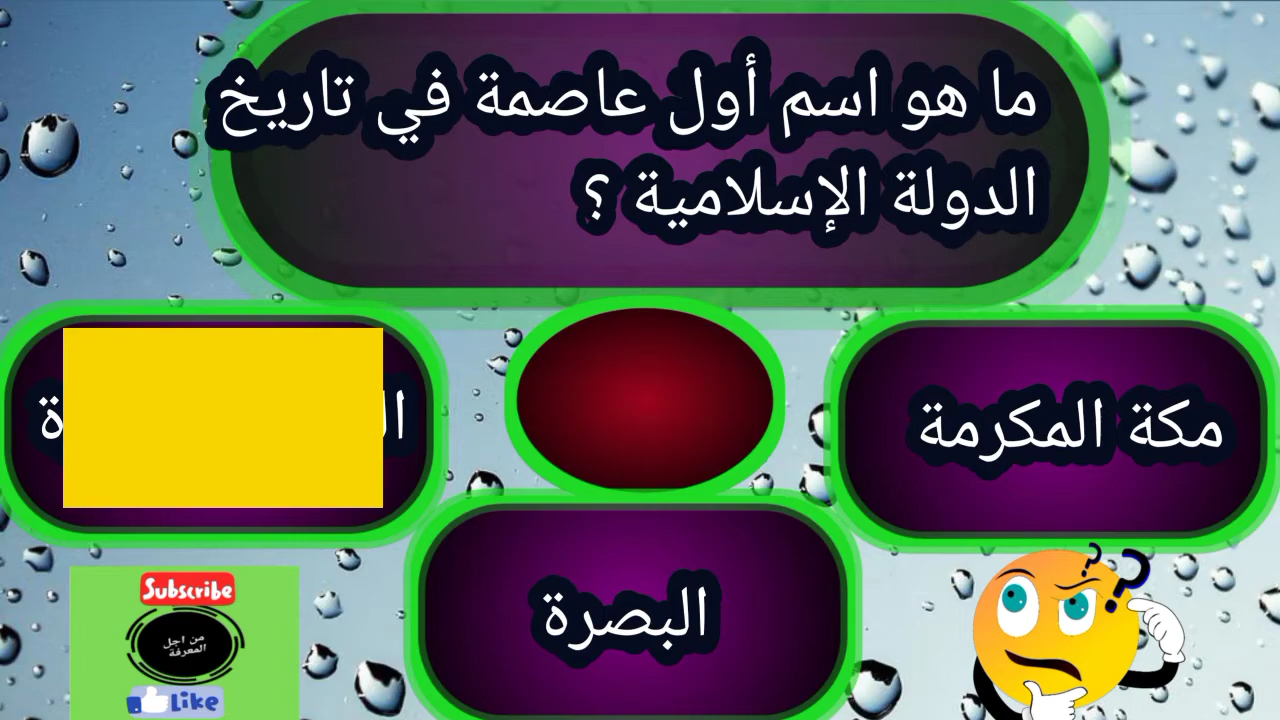 ما هو اسم أول عاصمة في تاريخ
الدولة الإسلامية ؟
مكة المكرمة
البصرة
Subscribe
من اجل
المعرفة
Like